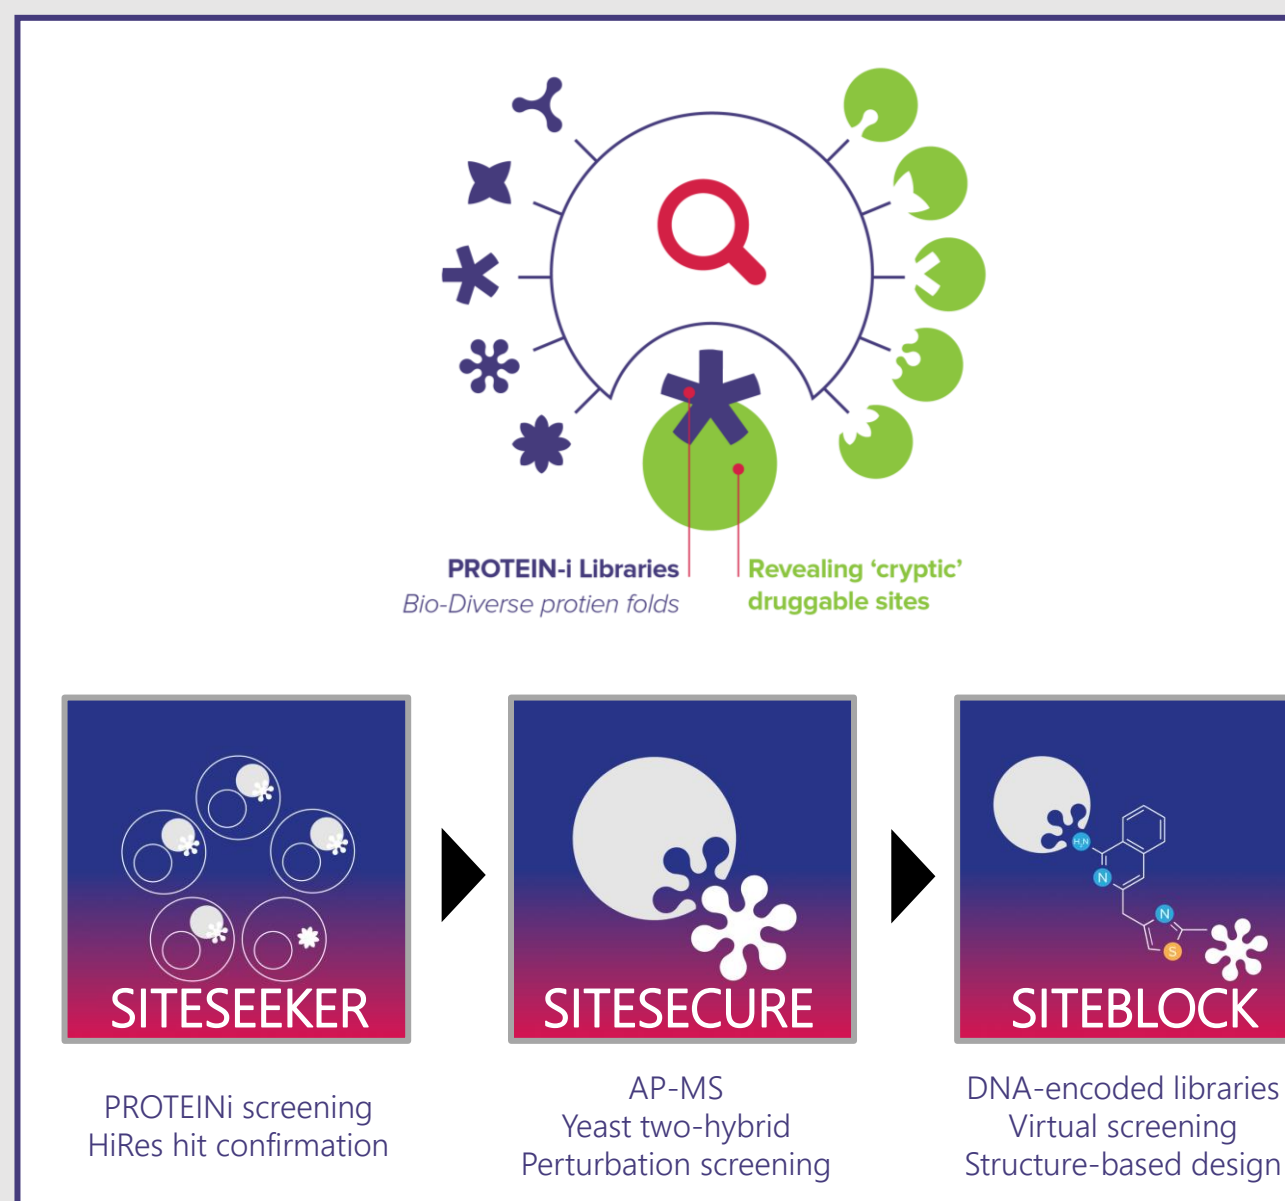 PROTEIN-i Libraries
Bio-Diverse protien folds
Revealing ‘cryptic’
druggable sites
SITESEEKER
PROTEINi screening
HiRes hit confirmation
SITESECURE
AP-MS
Yeast two-hybrid
Perturbation screening
H₂N
N
N
S
SITEBLOCK
DNA-encoded libraries
Virtual screening
Structure-based design